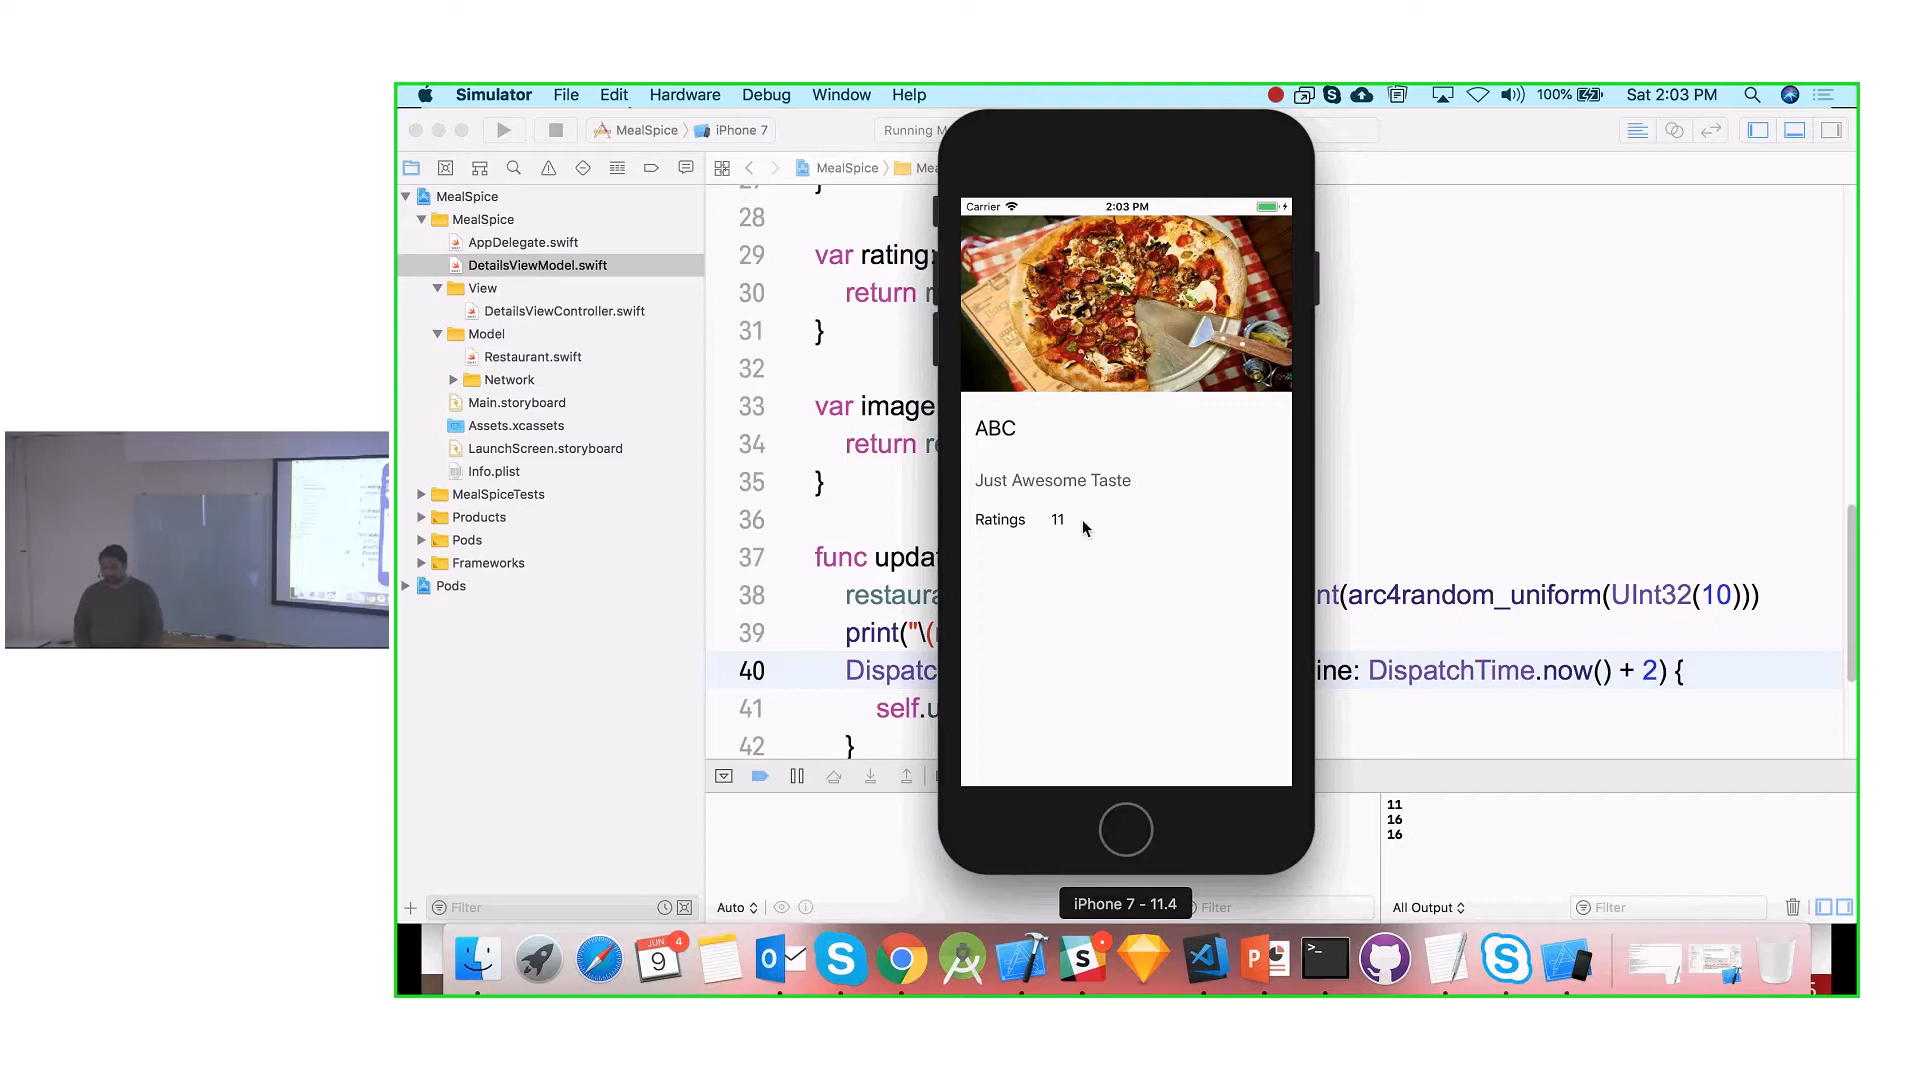 Simulator File Edit Hardware Debug Window Help 100% Sat 2:03 PM
MealSpice iPhone 7 Running
MealSpice
MealSpice
MealSpice
AppDelegate.swift
DetailsViewModel.swift
View
DetailsViewController.swift
Model
Restaurant.swift
Network
Main.storyboard
Assets.xcassets
LaunchScreen.storyboard
Info.plist
MealSpiceTests
Products
Pods
Frameworks
Pods
Filter
28
29 var rating:
30 return r
31 }
32
33 var image
34 return re
35 }
36
37 func updat
38 restaura nt(arc4random_uniform(UInt32(10)))
39 print("\(
40 Dispatc ine: DispatchTime.now() + 2) {
41 self.u
42 }
Carrier 2:03 PM
ABC
Just Awesome Taste
Ratings 11
iPhone 7 - 11.4
11
16
16
Auto Filter All Output Filter
JUN 4
9